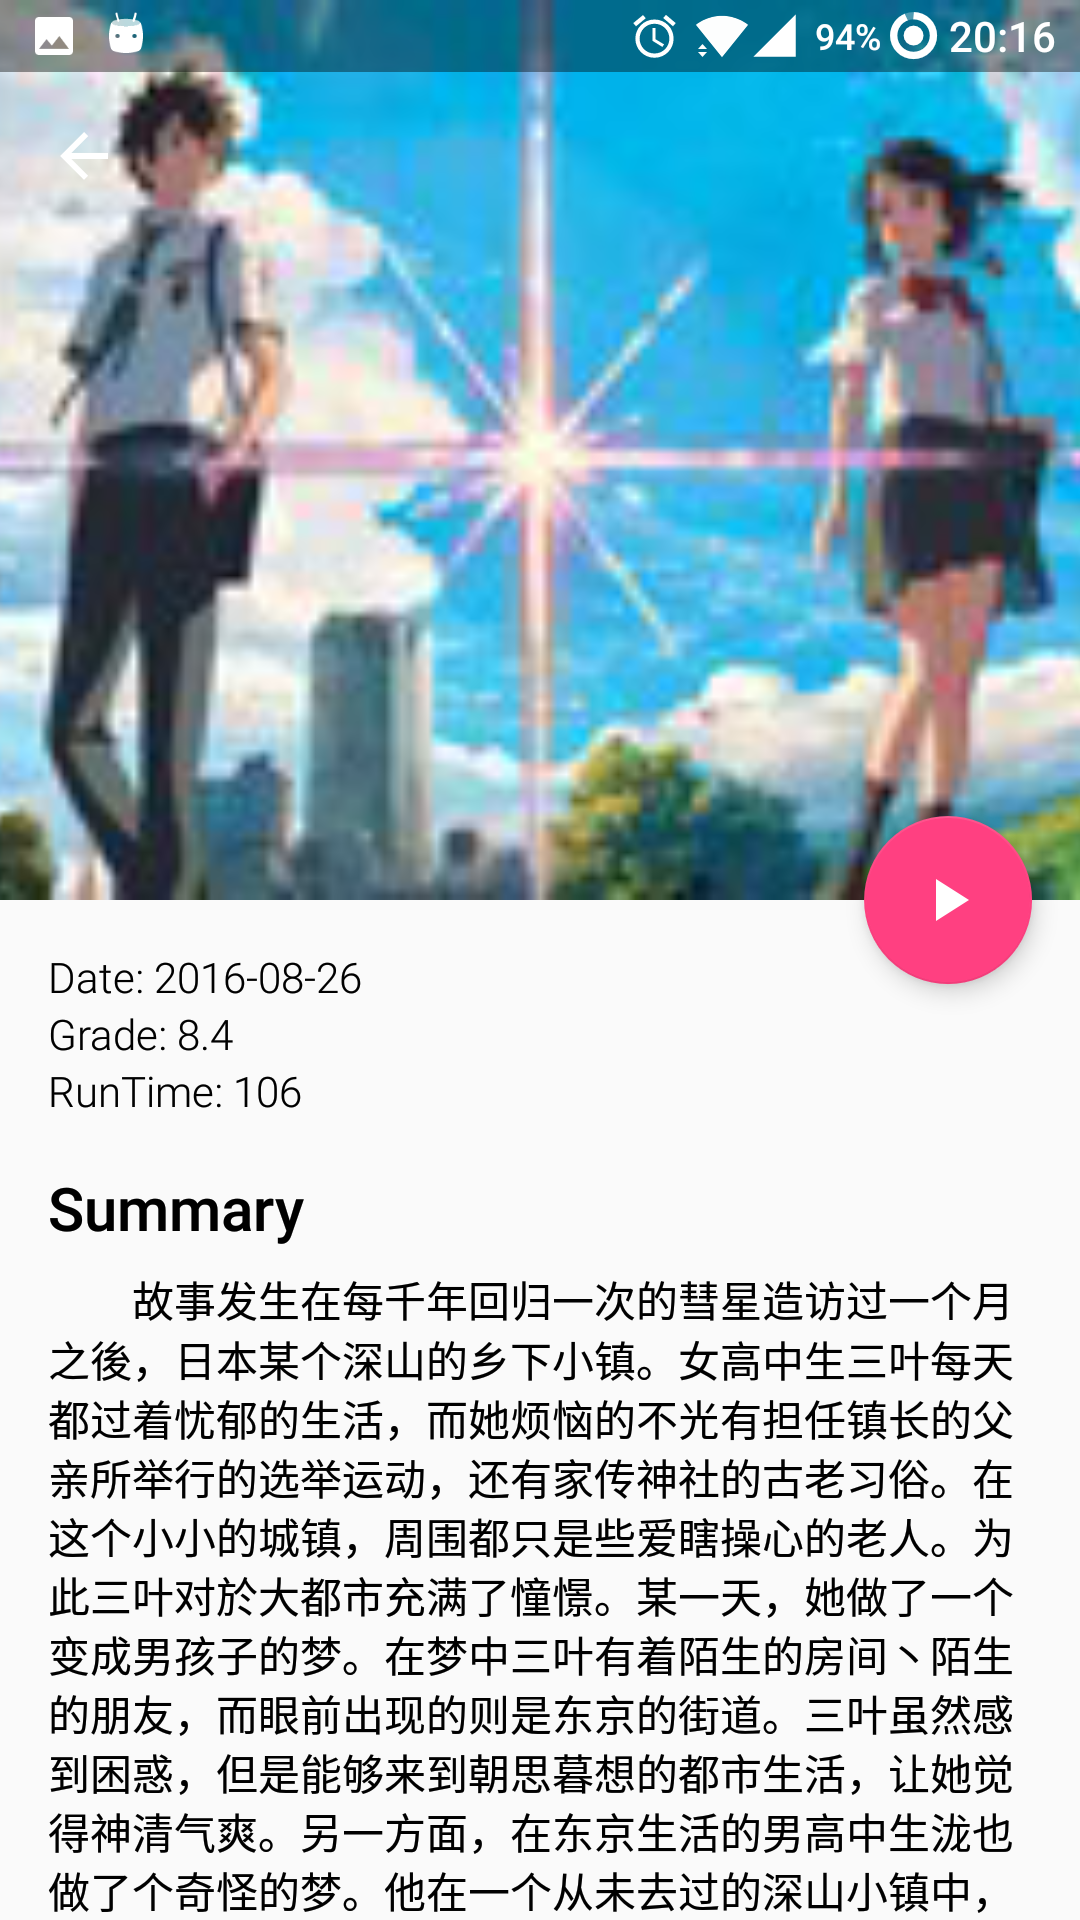 94% 20:16
Date: 2016-08-26
Grade: 8.4
RunTime: 106
Summary
故事发生在每千年回归一次的彗星造访过一个月
之後，日本某个深山的乡下小镇。女高中生三叶每天
都过着忧郁的生活，而她烦恼的不光有担任镇长的父
亲所举行的选举运动，还有家传神社的古老习俗。在
这个小小的城镇，周围都只是些爱瞎操心的老人。为
此三叶对於大都市充满了憧憬。某一天，她做了一个
变成男孩子的梦。在梦中三叶有着陌生的房间丶陌生
的朋友，而眼前出现的则是东京的街道。三叶虽然感
到困惑，但是能够来到朝思暮想的都市生活，让她觉
得神清气爽。另一方面，在东京生活的男高中生泷也
做了个奇怪的梦。他在一个从未去过的深山小镇中，